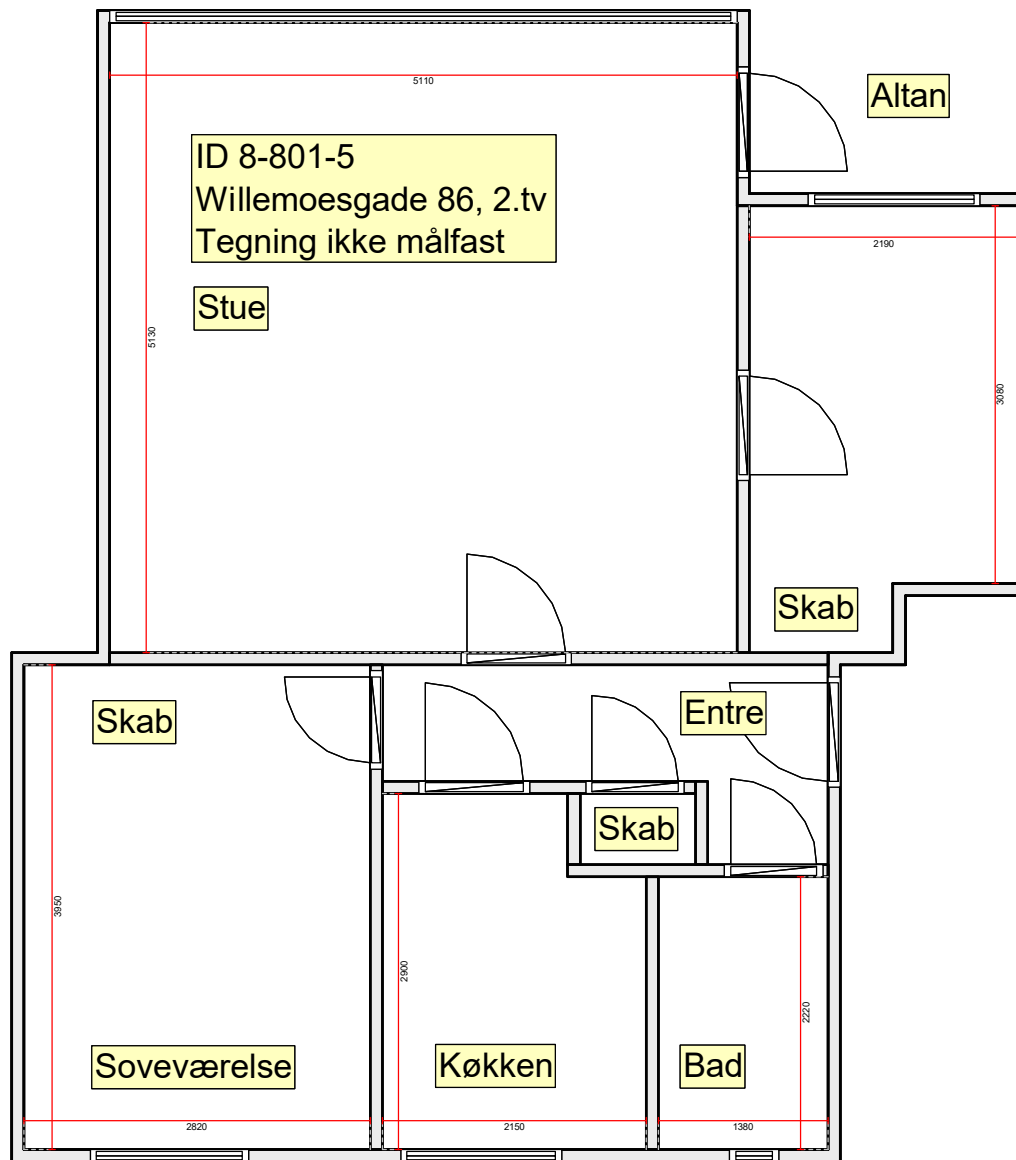 5110
Altan
ID 8-801-5
Willemoesgade 86, 2.tv
Tegning ikke målfast
2190
Stue
5130
3080
Skab
Skab
Entre
Skab
3950
2900
2220
Soveværelse
Køkken
Bad
2820
2150
1380